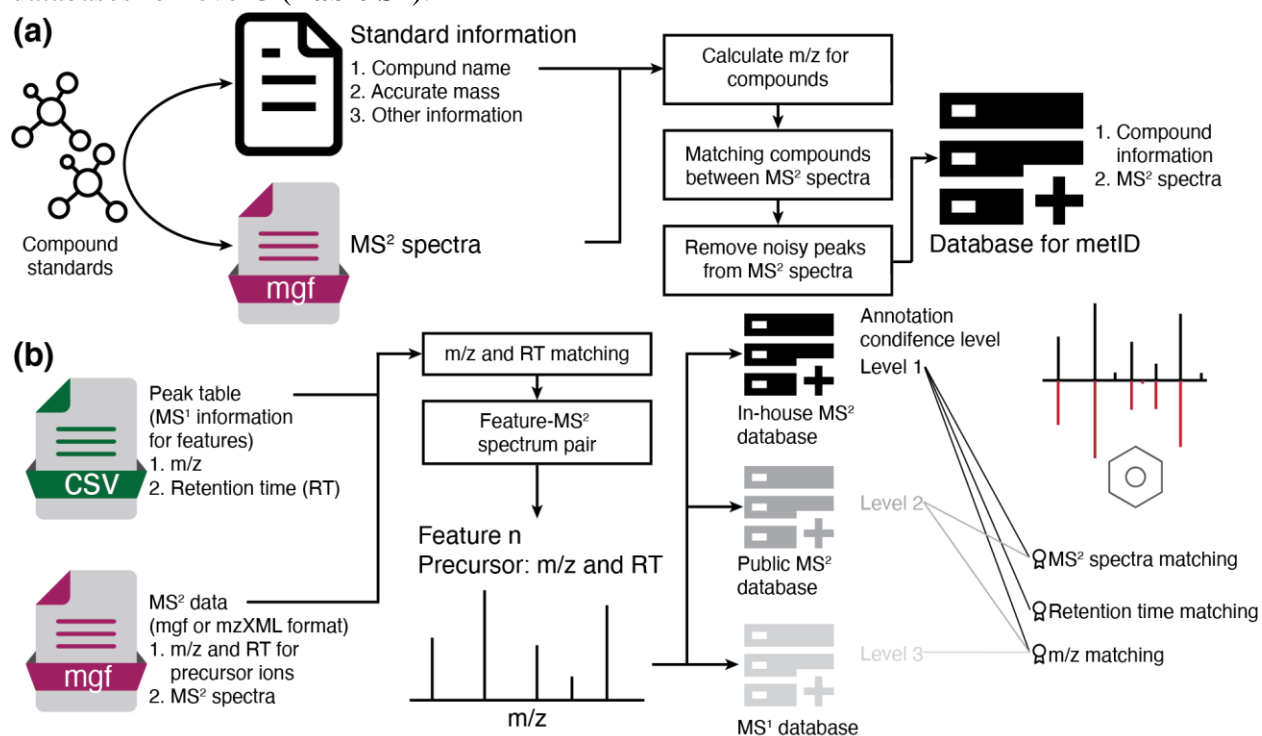 (a)
Standard information
1. Compund name
2. Accurate mass
3. Other information
Compound
standards
mgf
MS² spectra
Calculate m/z for
compounds
Matching compounds
between MS² spectra
Remove noisy peaks
from MS² spectra
1. Compound
information
2. MS² spectra
Database for metID
(b)
CSV
Peak table
(MS¹ information
for features)
1. m/z
2. Retention time (RT)
mgf
MS² data
(mgf or mzXML format)
1. m/z and RT for
precursor ions
2. MS² spectra
m/z and RT matching
Feature-MS²
spectrum pair
Feature n
Precursor: m/z and RT
m/z
In-house MS²
database
Public MS²
database
MS¹ database
Annotation
condifence level
Level 1
Level 2
Level 3
MS² spectra matching
Retention time matching
m/z matching